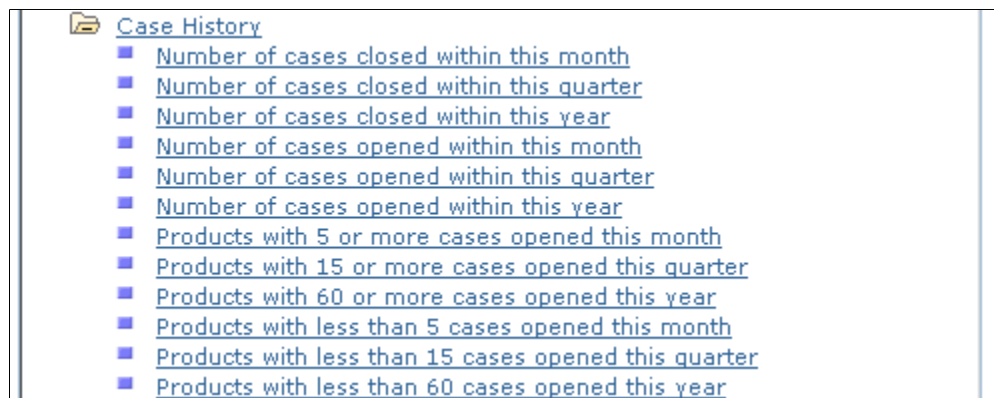 Case History
Number of cases closed within this month
Number of cases closed within this quarter
Number of cases closed within this year
Number of cases opened within this month
Number of cases opened within this quarter
Number of cases opened within this year
Products with 5 or more cases opened this month
Products with 15 or more cases opened this quarter
Products with 60 or more cases opened this year
Products with less than 5 cases opened this month
Products with less than 15 cases opened this quarter
Products with less than 60 cases opened this year